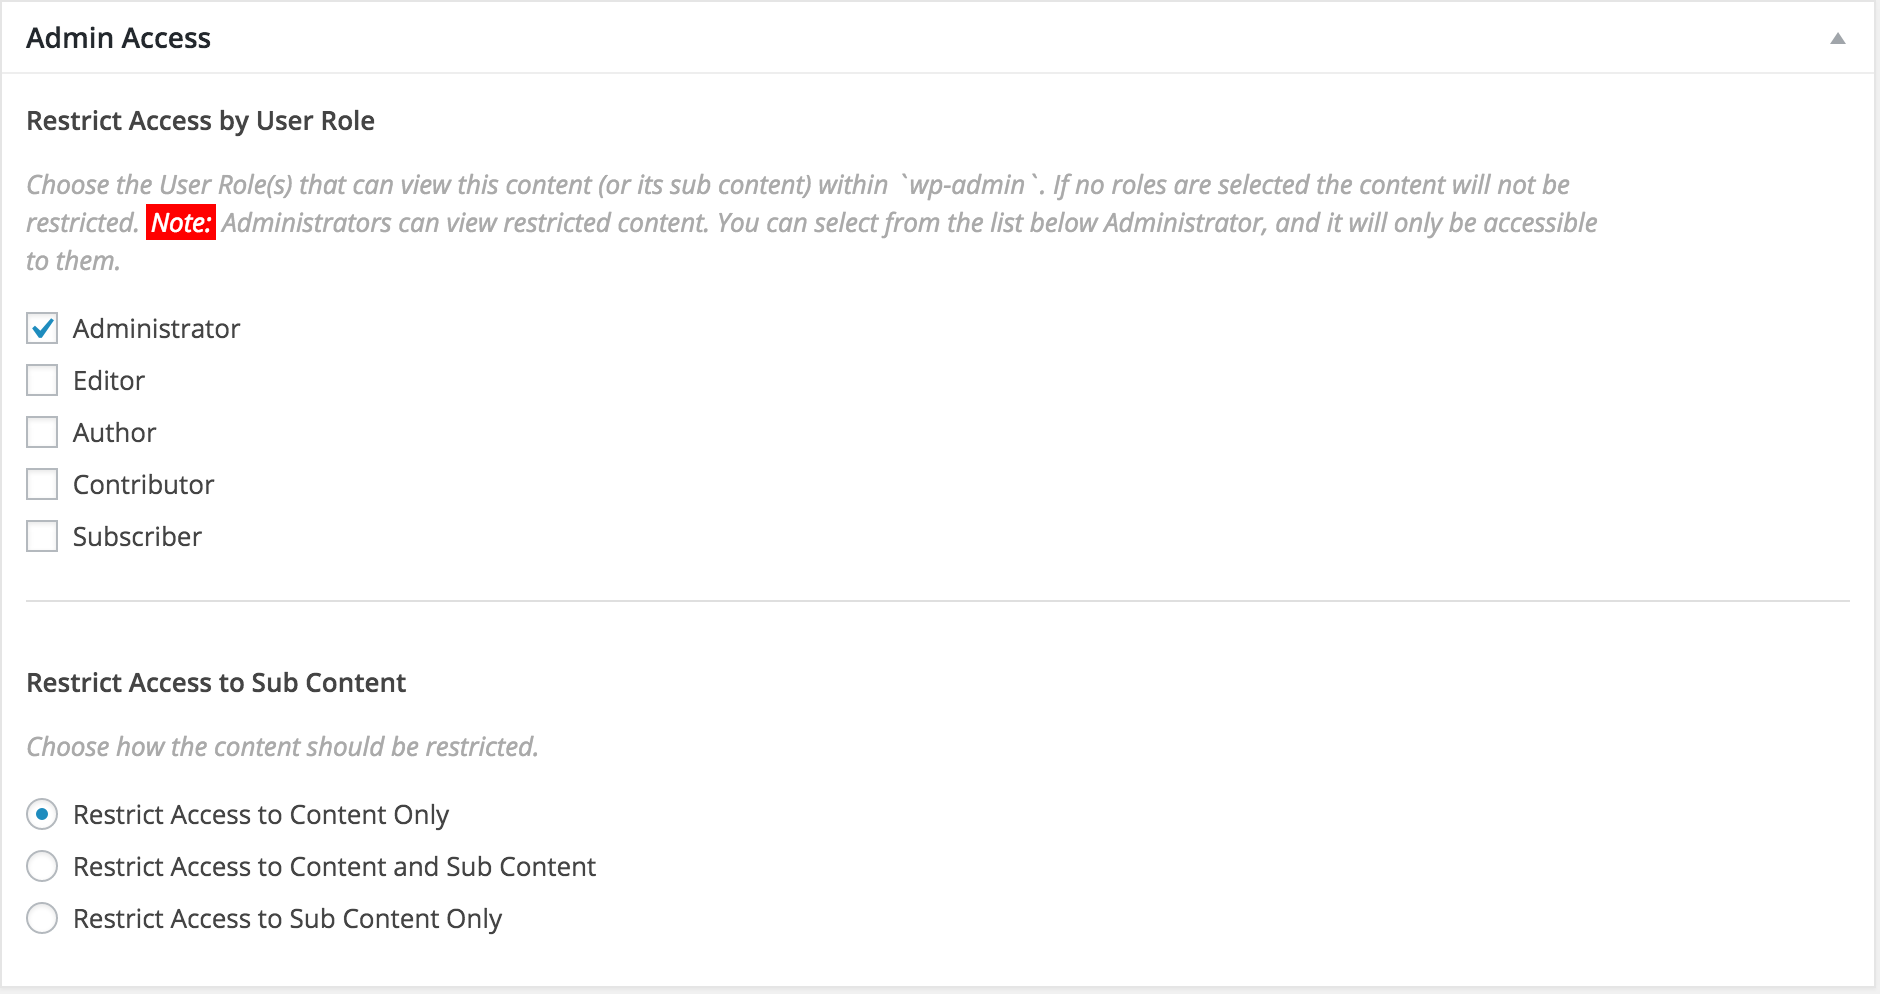 Admin Access
Restrict Access by User Role
Choose the User Role(s) that can view this content (or its sub content) within `wp-admin`. If no roles are selected the content will not be
restricted. Note: Administrators can view restricted content. You can select from the list below Administrator, and it will only be accessible
to them.
Administrator
Editor
Author
Contributor
Subscriber
Restrict Access to Sub Content
Choose how the content should be restricted.
Restrict Access to Content Only
Restrict Access to Content and Sub Content
Restrict Access to Sub Content Only